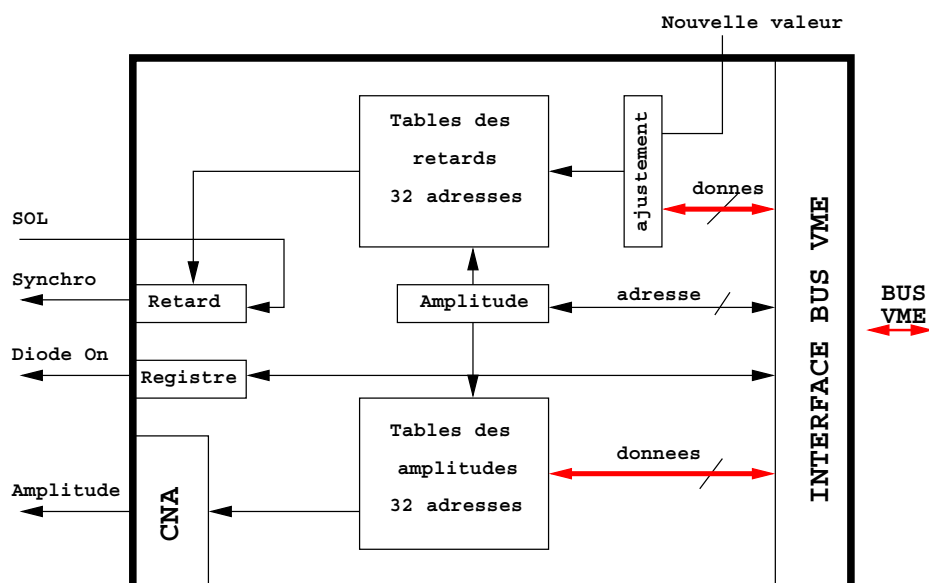 Nouvelle valeur
Tables des
retards
32 adresses
ajustement
donnes
SOL
Synchro
Retard
Amplitude
adresse
INTERFACE BUS VME
BUS
VME
Diode On
Registre
Tables des
amplitudes
32 adresses
donnees
Amplitude
CNA